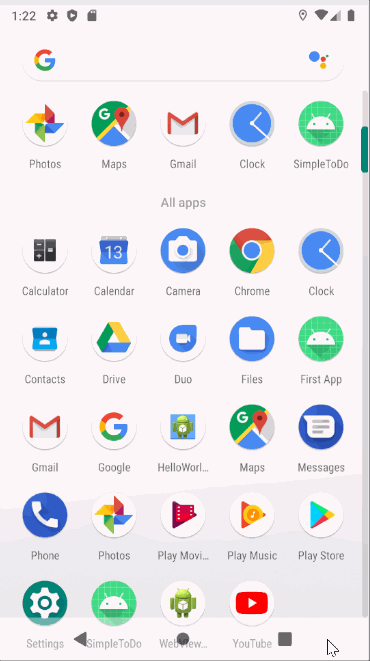 1:22
Photos Maps Gmail Clock SimpleToDo
All apps
13
Calculator Calendar Camera Chrome Clock
Contacts Drive Duo Files First App
Gmail Google HelloWorl... Maps Messages
Phone Photos Play Movi... Play Music Play Store
Settings SimpleToDo WebView... YouTube